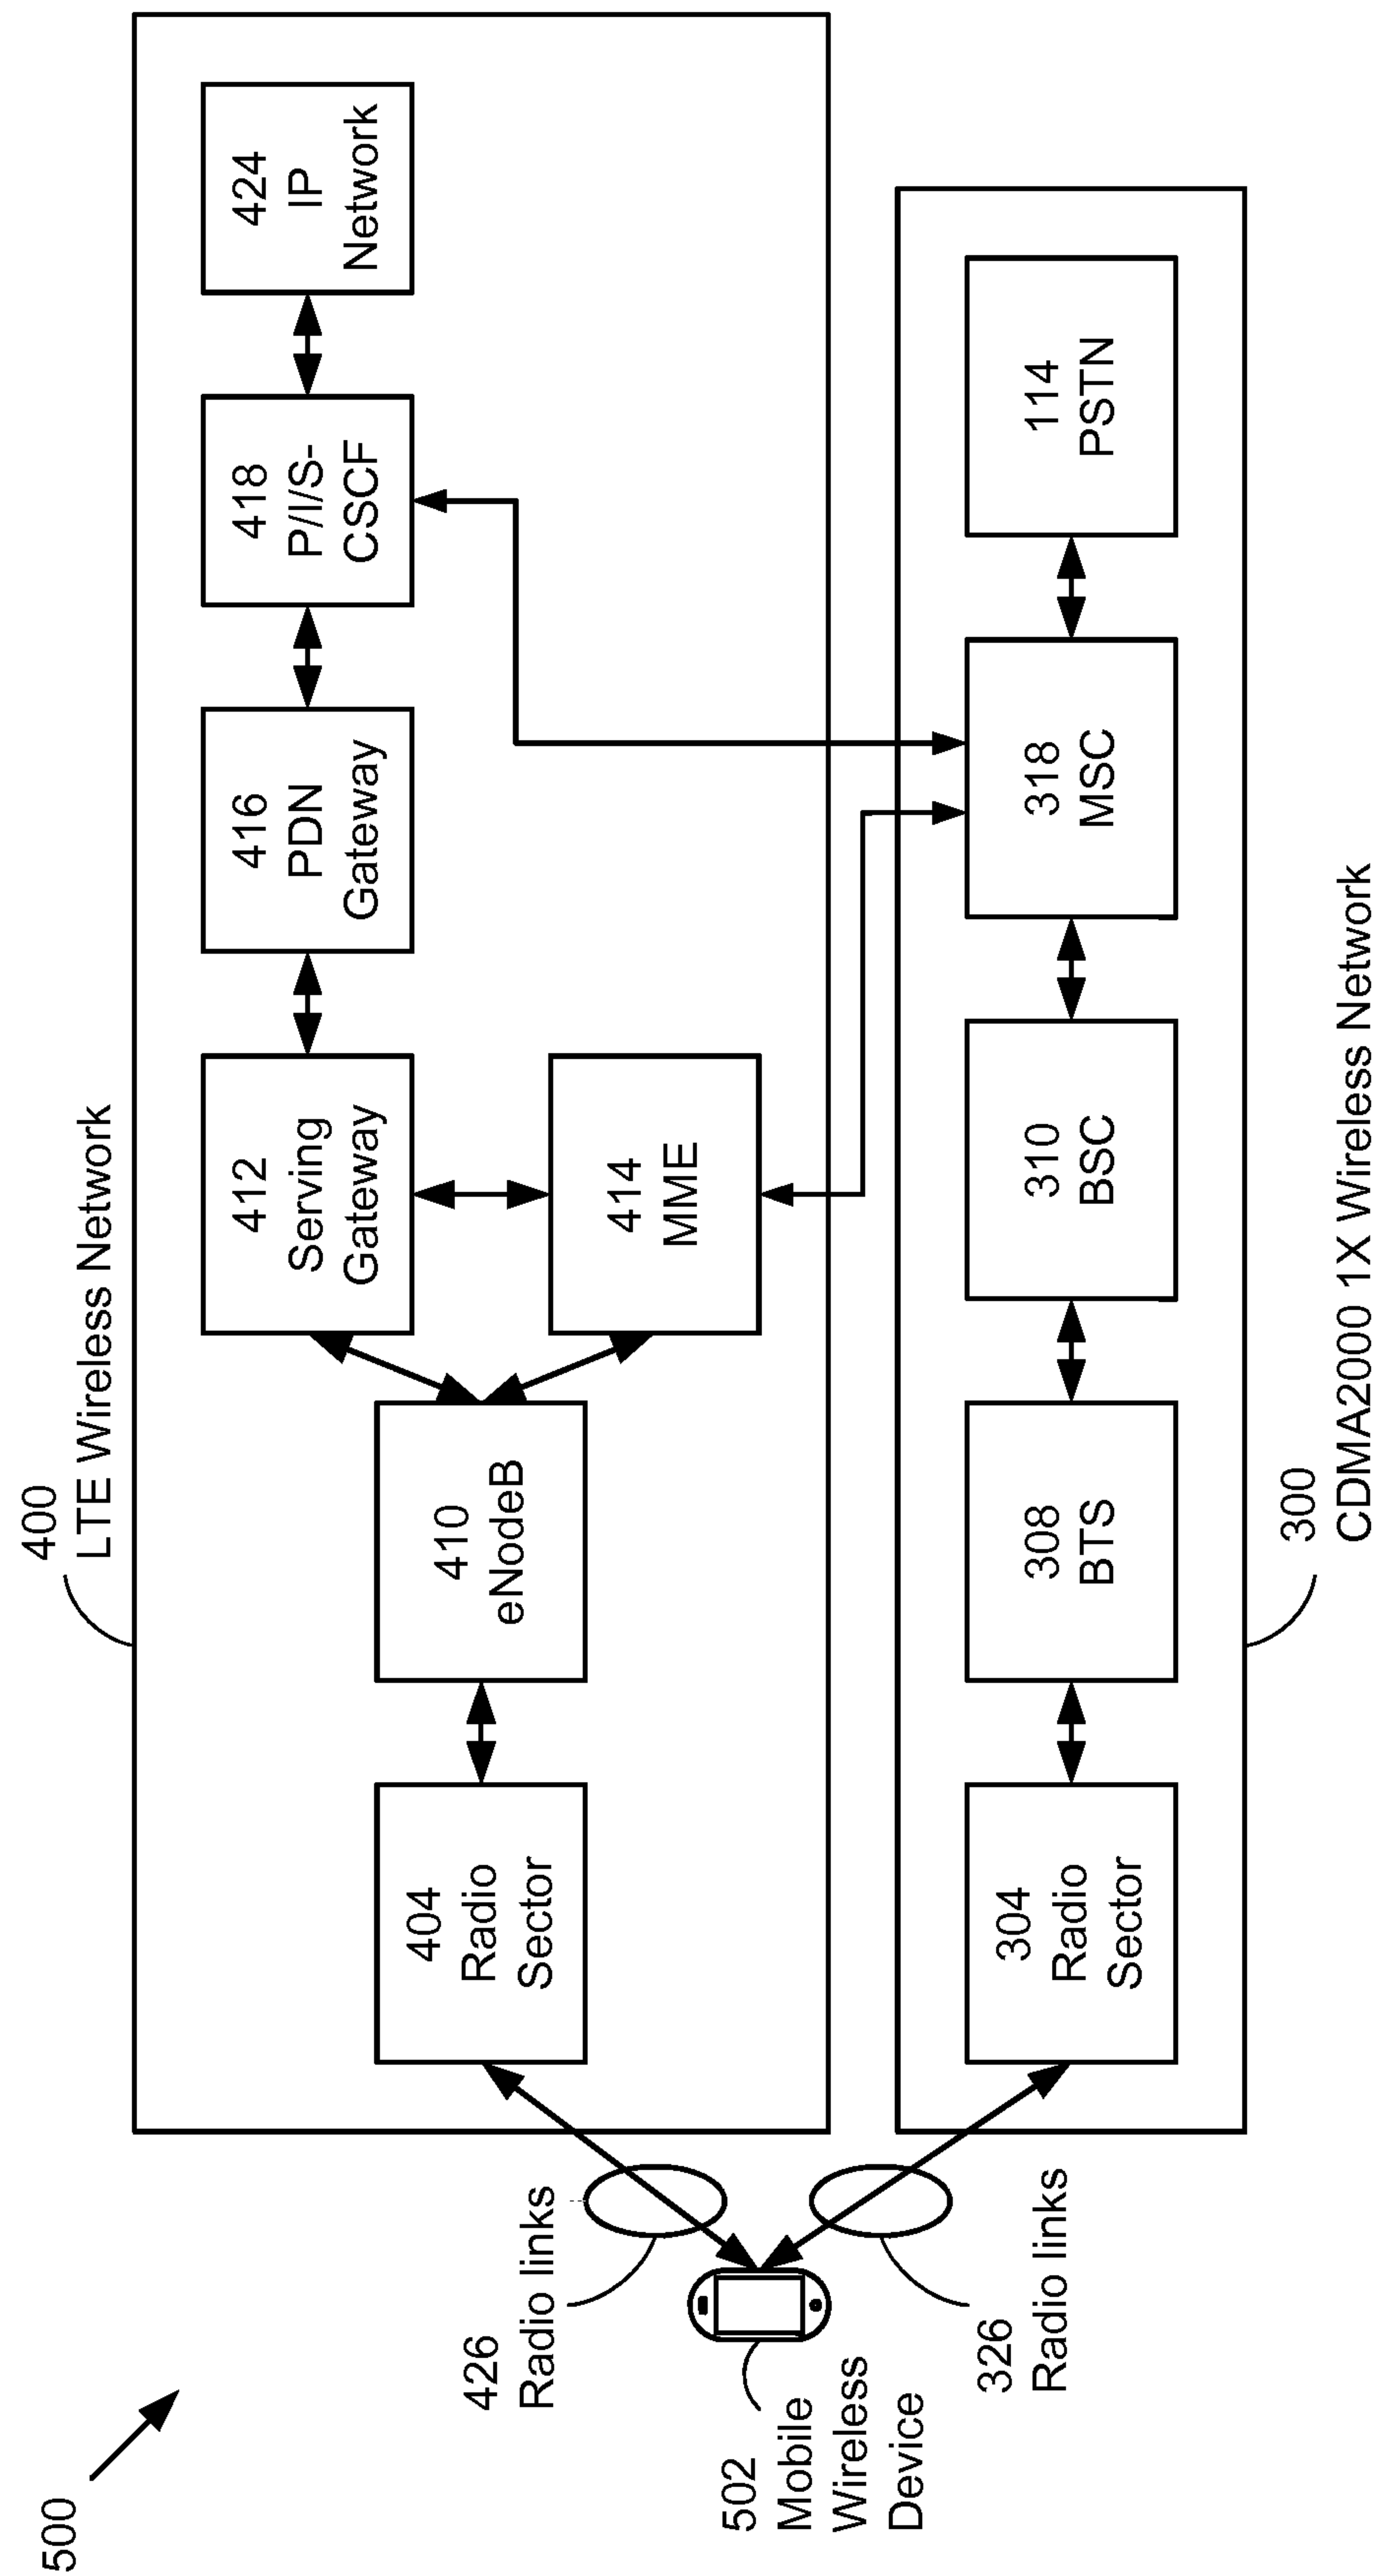 500
400
LTE Wireless Network
424
IP
Network
418
P/I/S-
CSCF
416
PDN
Gateway
412
Serving
Gateway
414
MME
410
eNodeB
404
Radio
Sector
426
Radio links
502
Mobile
Wireless
Device
326
Radio links
304
Radio
Sector
308
BTS
310
BSC
318
MSC
114
PSTN
300
CDMA2000 1X Wireless Network